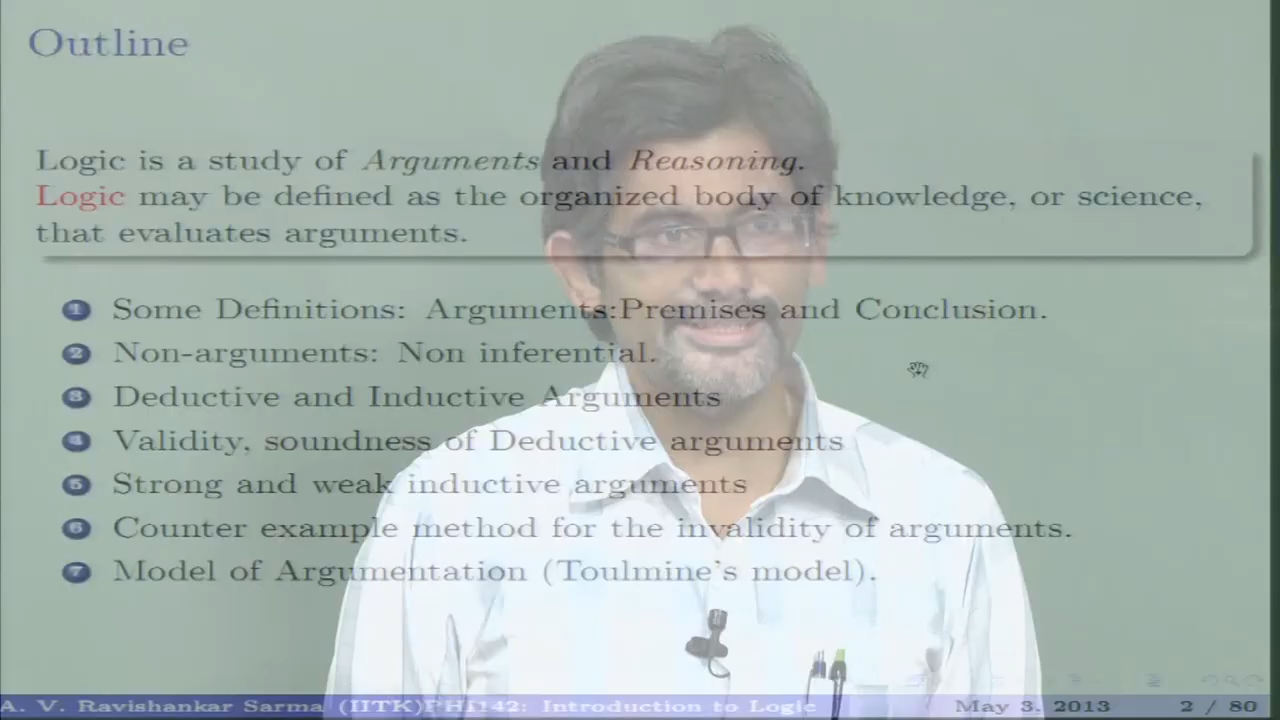 Outline
Logic is a study of Arguments and Reasoning.
Logic may be defined as the organized body of knowledge, or science,
that evaluates arguments.
1 Some Definitions: Arguments:Premises and Conclusion.
2 Non-arguments: Non inferential.
3 Deductive and Inductive Arguments
4 Validity, soundness of Deductive arguments
5 Strong and weak inductive arguments
6 Counter example method for the invalidity of arguments.
7 Model of Argumentation (Toulmine's model).
A. V. Ravishankar Sarma (IITK) PHI142: Introduction to Logic May 3, 2013 2 / 80